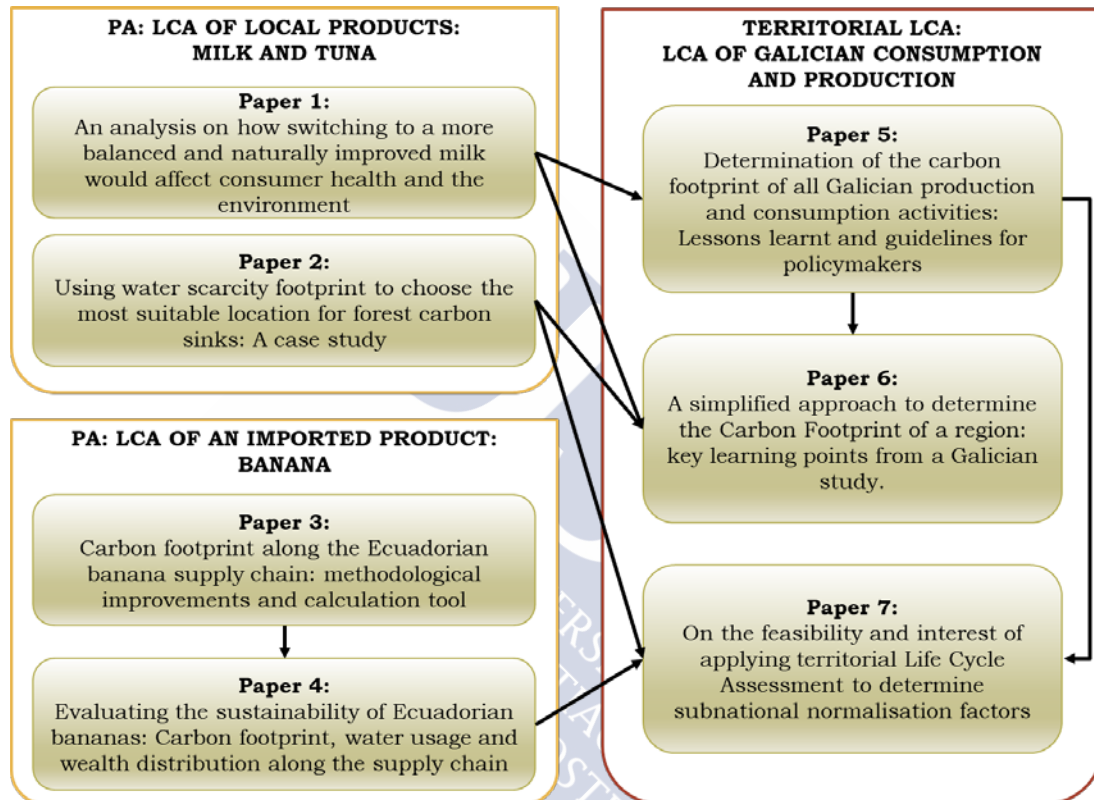 PA: LCA OF LOCAL PRODUCTS:
MILK AND TUNA
Paper 1:
An analysis on how switching to a more
balanced and naturally improved milk
would affect consumer health and the
environment
Paper 2:
Using water scarcity footprint to choose the
most suitable location for forest carbon
sinks: A case study
PA: LCA OF AN IMPORTED PRODUCT:
BANANA
Paper 3:
Carbon footprint along the Ecuadorian
banana supply chain: methodological
improvements and calculation tool
Paper 4:
Evaluating the sustainability of Ecuadorian
bananas: Carbon footprint, water usage and
wealth distribution along the supply chain
TERRITORIAL LCA:
LCA OF GALICIAN CONSUMPTION
AND PRODUCTION
Paper 5:
Determination of the carbon
footprint of all Galician production
and consumption activities:
Lessons learnt and guidelines for
policymakers
Paper 6:
A simplified approach to determine
the Carbon Footprint of a region:
key learning points from a Galician
study.
Paper 7:
On the feasibility and interest of
applying territorial Life Cycle
Assessment to determine
subnational normalisation factors